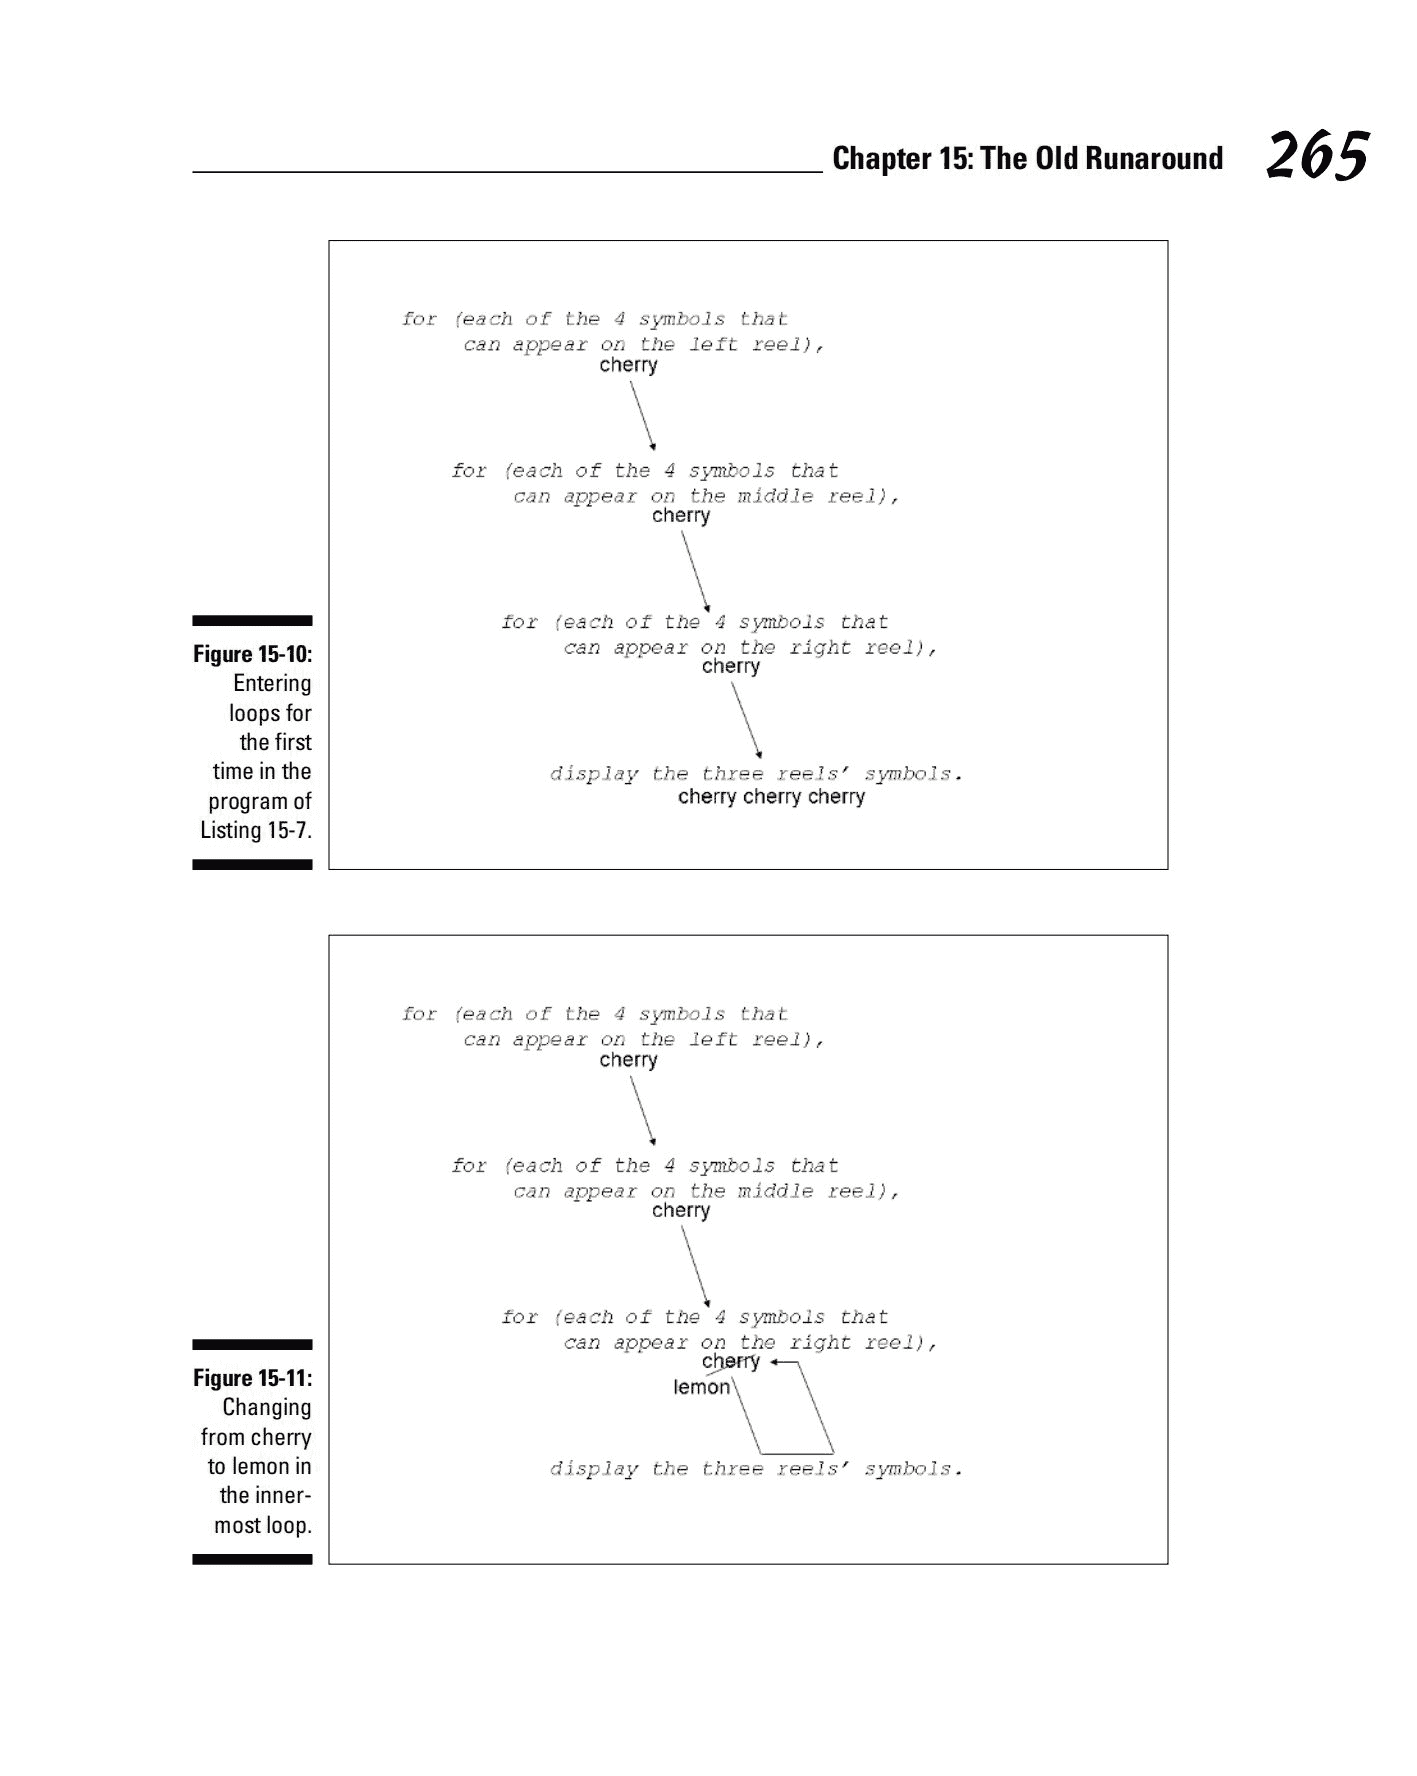 Chapter 15: The Old Runaround 265
for (each of the 4 symbols that
can appear on the left reel),
cherry
for (each of the 4 symbols that
can appear on the middle reel),
cherry
for (each of the 4 symbols that
can appear on the right reel),
cherry
display the three reels' symbols.
cherry cherry cherry
Figure 15-10:
Entering
loops for
the first
time in the
program of
Listing 15-7.
for (each of the 4 symbols that
can appear on the left reel),
cherry
for (each of the 4 symbols that
can appear on the middle reel),
cherry
for (each of the 4 symbols that
can appear on the right reel),
cherry
lemon
display the three reels' symbols.
Figure 15-11:
Changing
from cherry
to lemon in
the inner-
most loop.